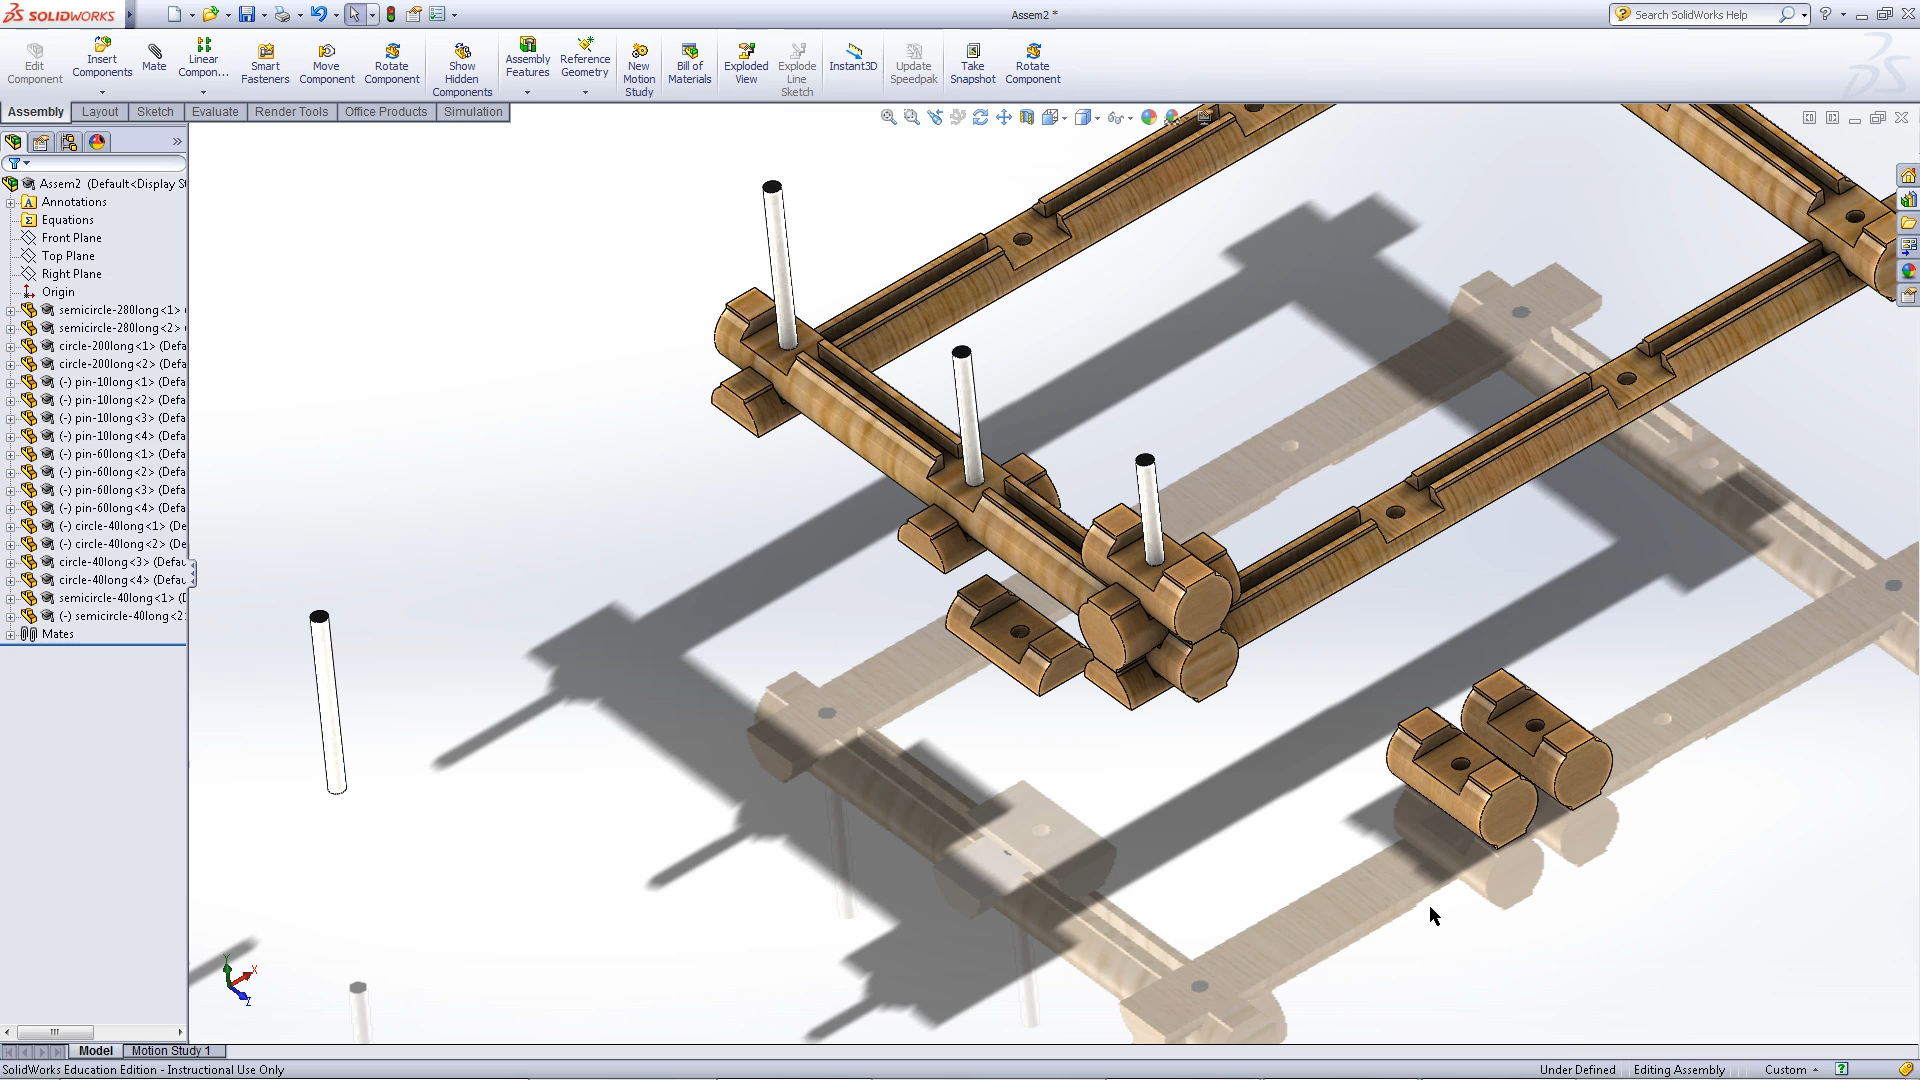 SOLIDWORKS
Assem2 *
Search SolidWorks Help
Edit Component
Insert Components
Mate
Linear Compon...
Smart Fasteners
Move Component
Rotate Component
Show Hidden Components
Assembly Features
Reference Geometry
New Motion Study
Bill of Materials
Exploded View
Explode Line Sketch
Instant3D
Update Speedpak
Take Snapshot
Rotate Component
Assembly
Layout
Sketch
Evaluate
Render Tools
Office Products
Simulation
Assem2 (Default<Display St
Annotations
Equations
Front Plane
Top Plane
Right Plane
Origin
semicircle-280long<1>
semicircle-280long<2>
circle-200long<1> (Defa
circle-200long<2> (Defa
(-) pin-10long<1> (Defa
(-) pin-10long<2> (Defa
(-) pin-10long<3> (Defa
(-) pin-10long<4> (Defa
(-) pin-60long<1> (Defa
(-) pin-60long<2> (Defa
(-) pin-60long<3> (Defa
(-) pin-60long<4> (Defa
(-) circle-40long<1> (De
(-) circle-40long<2> (De
circle-40long<3> (Defau
circle-40long<4> (Defau
semicircle-40long<1> (D
(-) semicircle-40long<2>
Mates
Y
X
Z
Model
Motion Study 1
SolidWorks Education Edition - Instructional Use Only
Under Defined
Editing Assembly
Custom